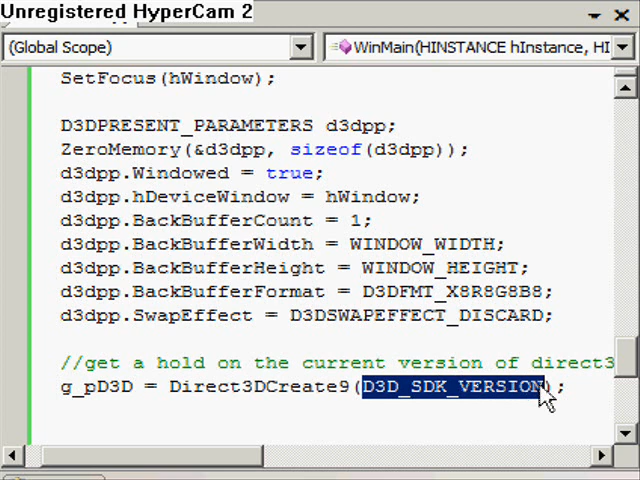 Unregistered HyperCam 2
(Global Scope)
WinMain(HINSTANCE hInstance, HI
SetFocus(hWindow);
D3DPRESENT_PARAMETERS d3dpp;
ZeroMemory(&d3dpp, sizeof(d3dpp));
d3dpp.Windowed = true;
d3dpp.hDeviceWindow = hWindow;
d3dpp.BackBufferCount = 1;
d3dpp.BackBufferWidth = WINDOW_WIDTH;
d3dpp.BackBufferHeight = WINDOW_HEIGHT;
d3dpp.BackBufferFormat = D3DFMT_X8R8G8B8;
d3dpp.SwapEffect = D3DSWAPEFFECT_DISCARD;
//get a hold on the current version of direct3
g_pD3D = Direct3DCreate9(D3D_SDK_VERSION);